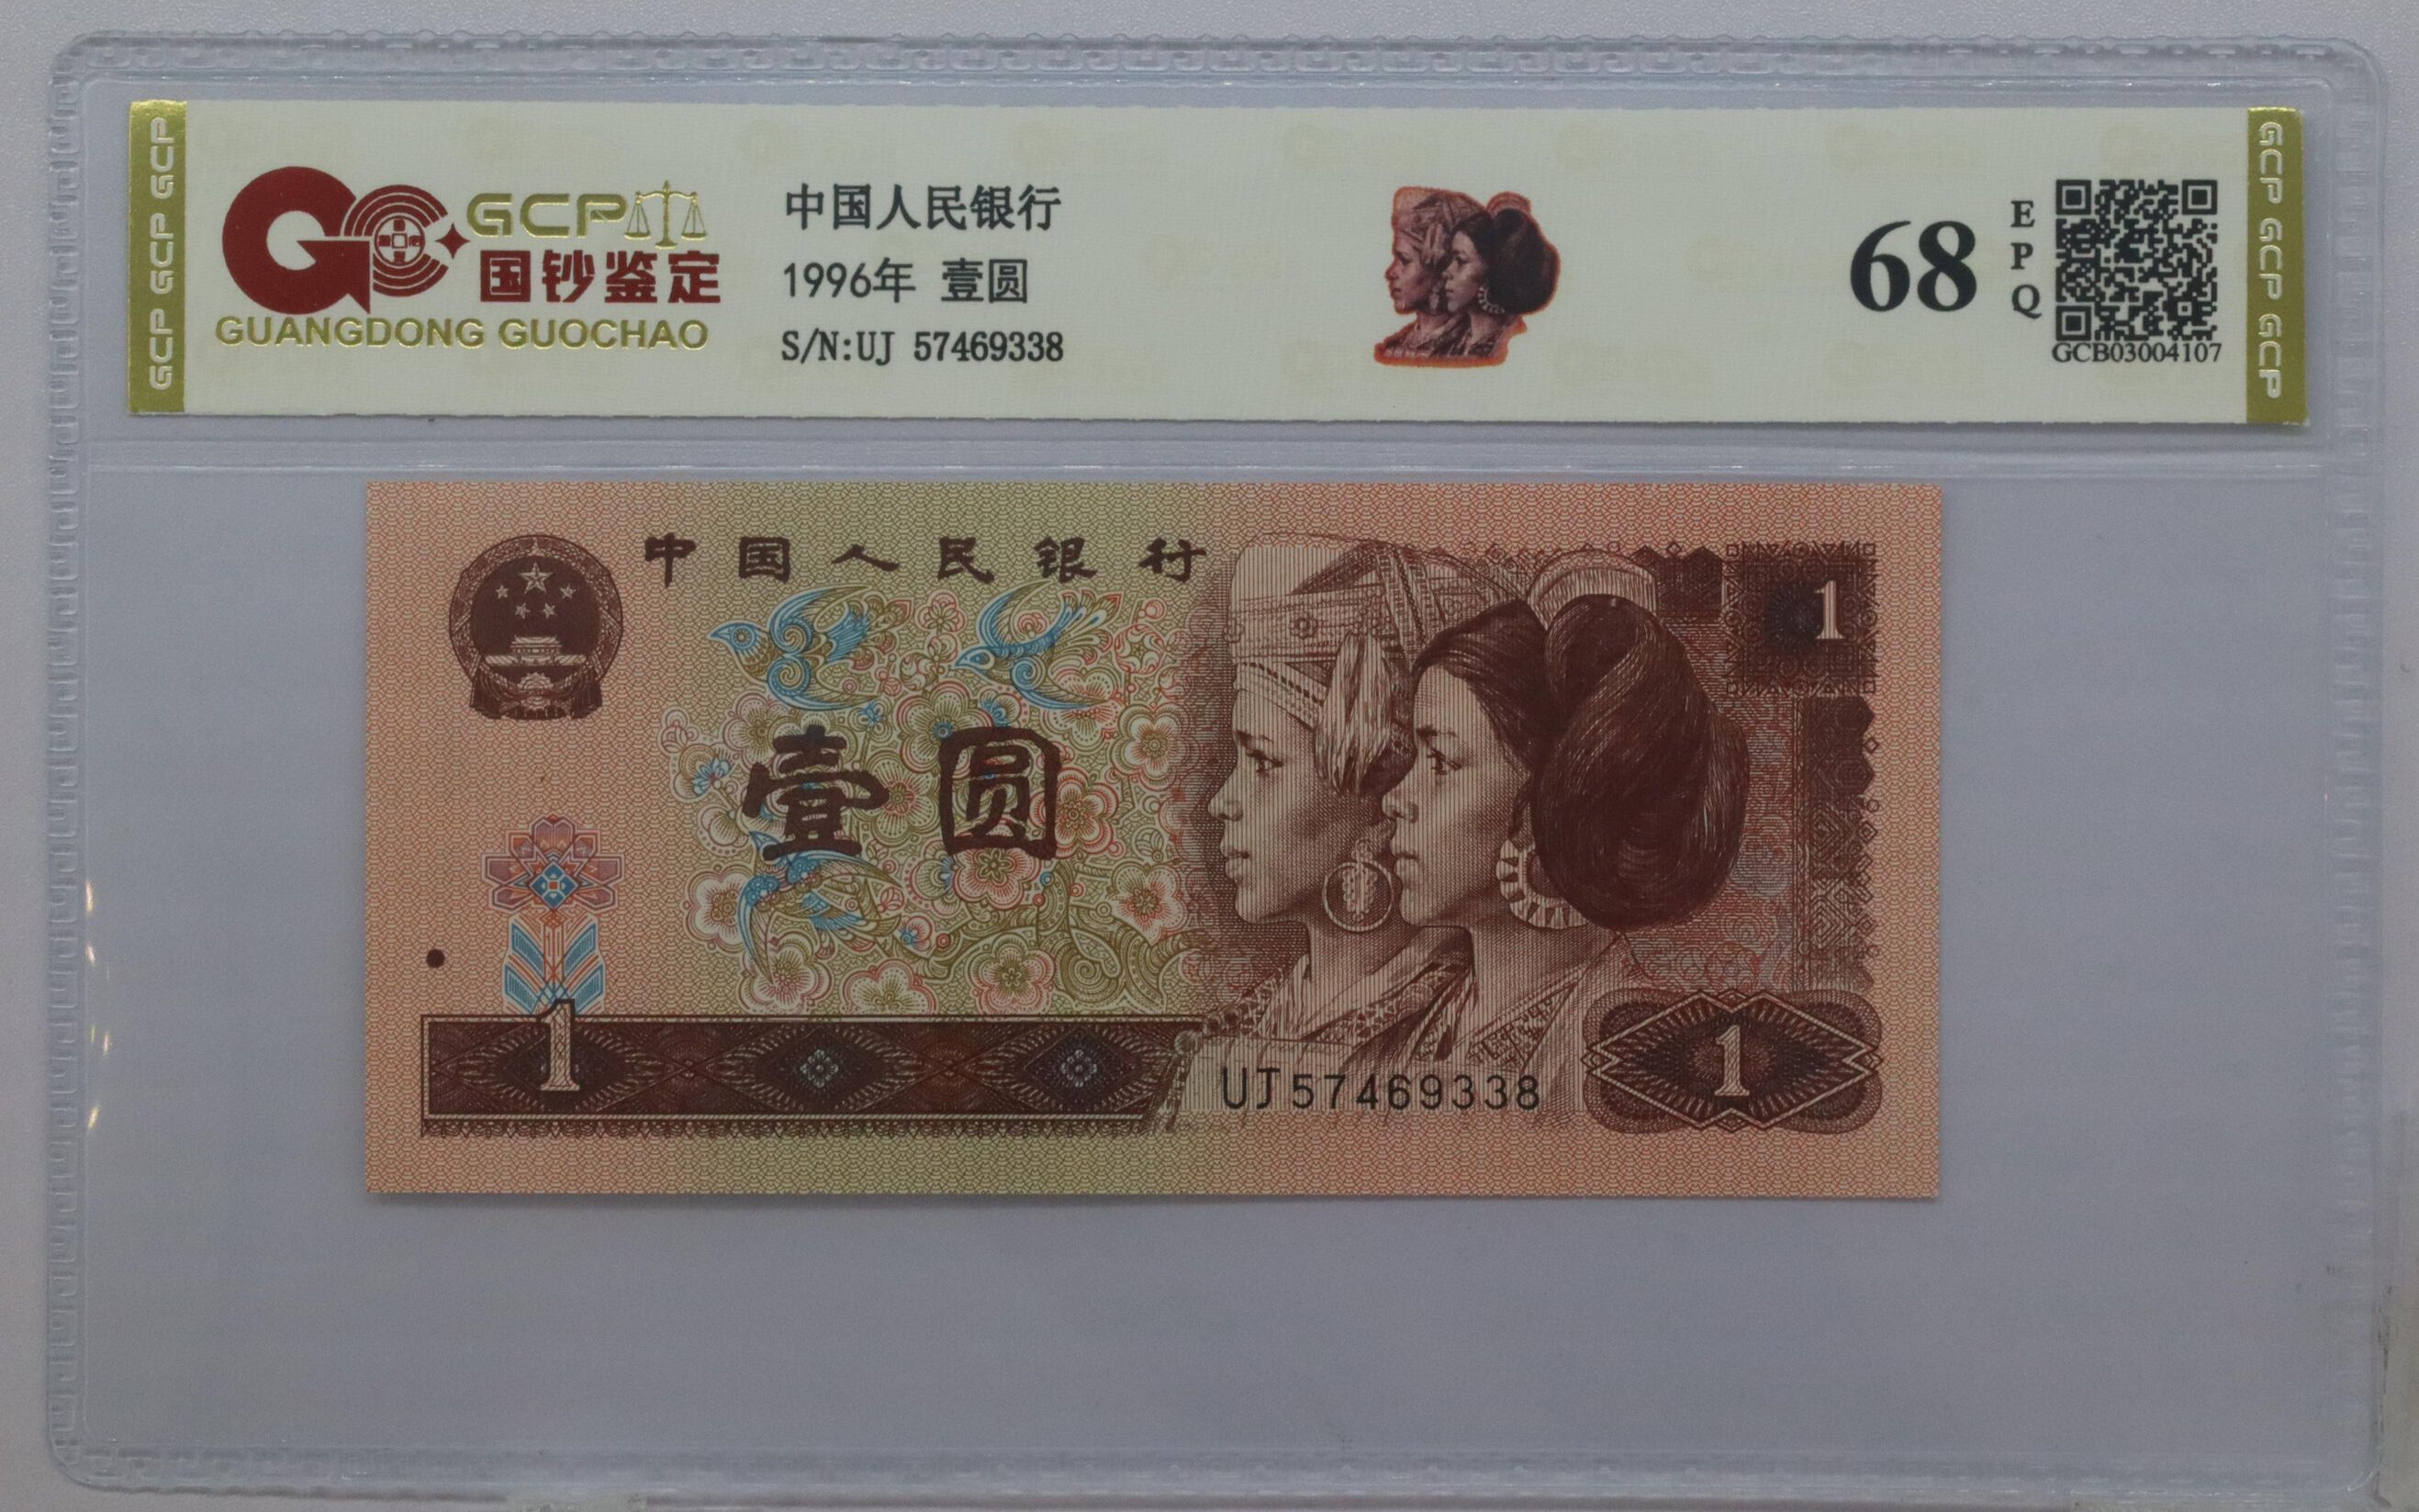 GCP GCP GCP
GCP
国钞鉴定
GUANGDONG GUOCHAO
中国人民银行
1996年 壹圆
S/N:UJ 57469338
68
EPQ
GCB03004107
GCP GCP GCP
中国人民银行
1
壹圆
1
UJ57469338
1